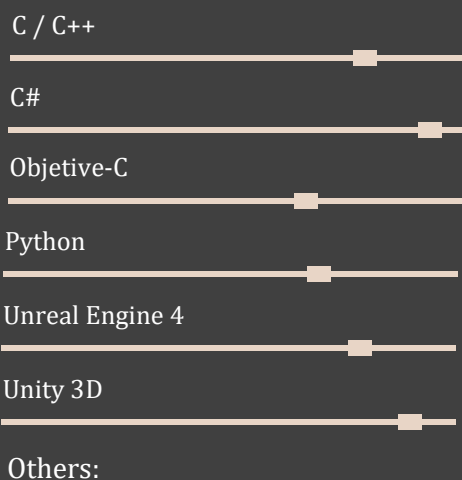 C / C++
C#
Objetive-C
Python
Unreal Engine 4
Unity 3D
Others: